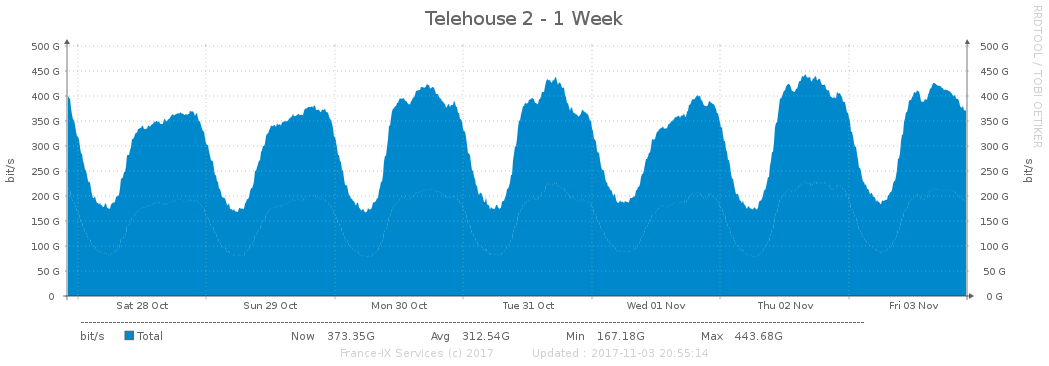 Telehouse 2 - 1 Week
RRDTOOL / TOBI OETIKER
500 G 500 G
450 G 450 G
400 G 400 G
350 G 350 G
300 G 300 G
250 G 250 G
200 G 200 G
150 G 150 G
100 G 100 G
50 G 50 G
0 0 G
bit/s bit/s
Sat 28 Oct Sun 29 Oct Mon 30 Oct Tue 31 Oct Wed 01 Nov Thu 02 Nov Fri 03 Nov
bit/s Total Now 373.35G Avg 312.54G Min 167.18G Max 443.68G
France-IX Services (c) 2017 Updated : 2017-11-03 20:55:14